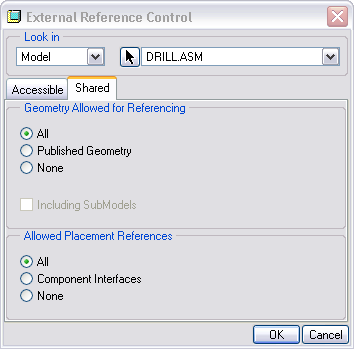 External Reference Control
Look in
Model DRILL.ASM
Accessible Shared
Geometry Allowed for Referencing
All
Published Geometry
None
Including SubModels
Allowed Placement References
All
Component Interfaces
None
OK Cancel